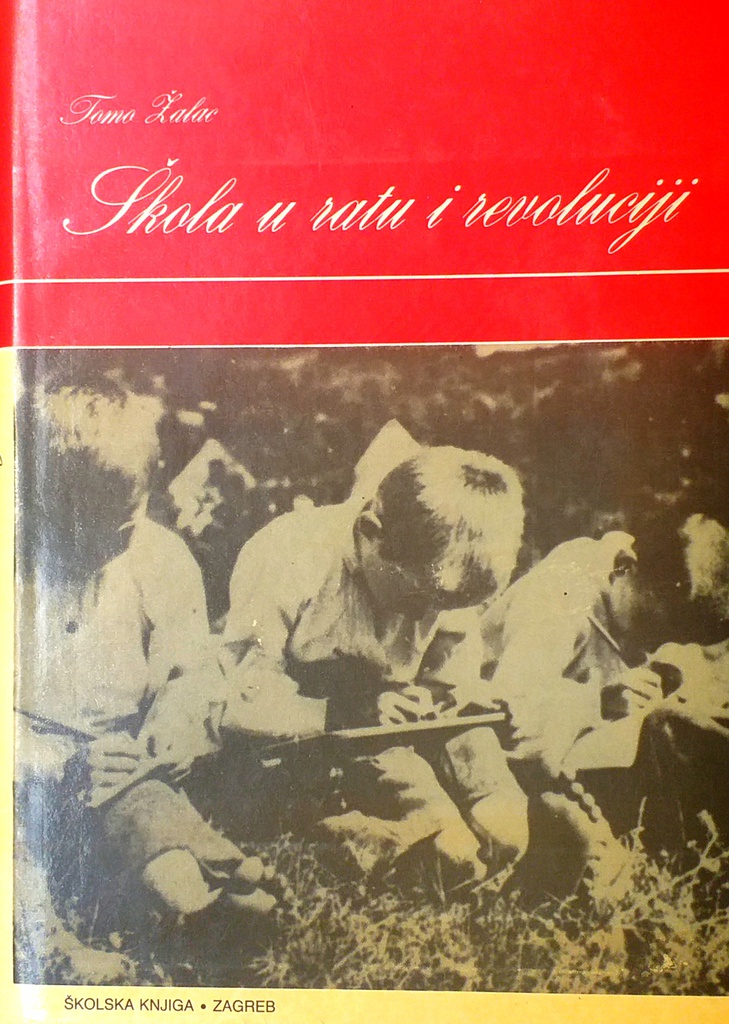 Tomo Žalac
Škola u ratu i revoluciji
ŠKOLSKA KNJIGA • ZAGREB